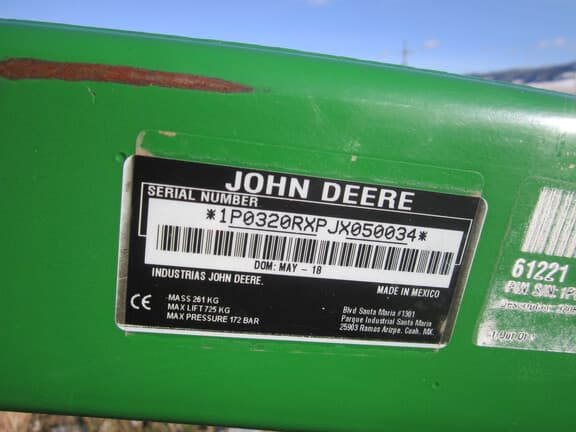 JOHN DEERE
SERIAL NUMBER
*1P0320RXPJX050034*
DOM: MAY - 18
INDUSTRIAS JOHN DEERE.
MADE IN MEXICO
CE
MASS 261 KG
MAX LIFT 725 KG
MAX PRESSURE 172 BAR
Blvd Santa Maria #1301
Parque Industrial Santa Maria
25903 Ramos Arizpe. Coah. MX.
61221